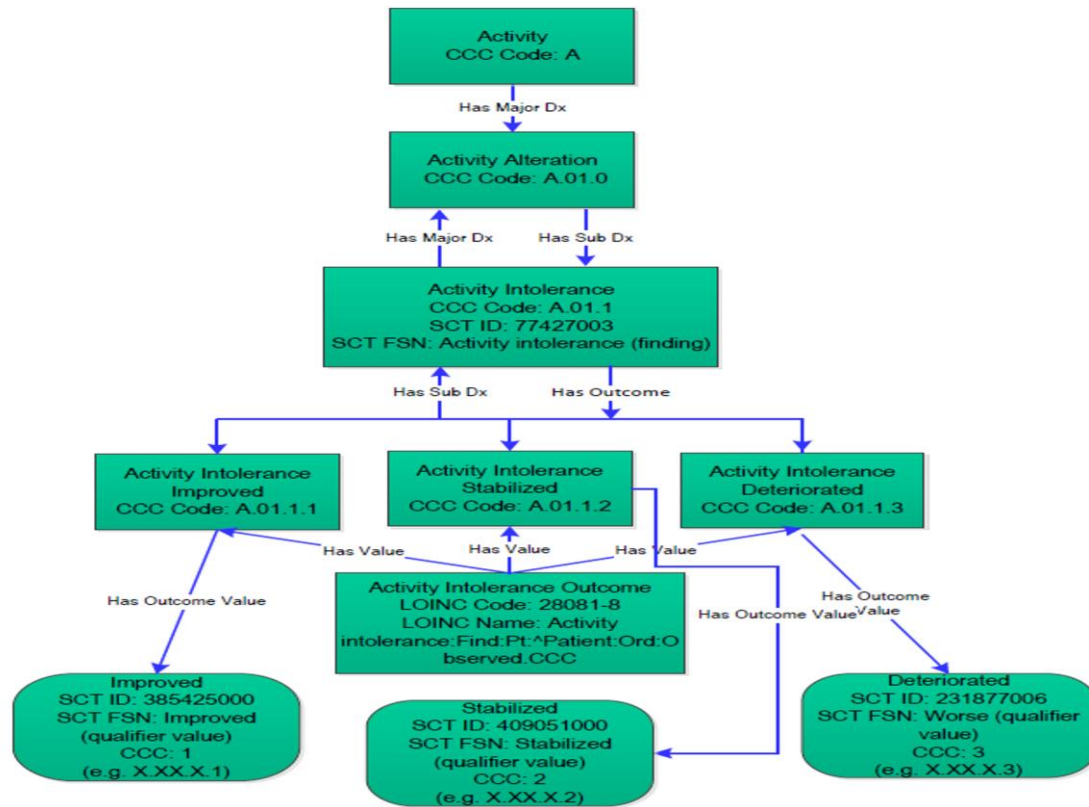 Activity
CCC Code: A
Has Major Dx
Activity Alteration
CCC Code: A.01.0
Has Major Dx
Has Sub Dx
Activity Intolerance
CCC Code: A.01.1
SCT ID: 77427003
SCT FSN: Activity intolerance (finding)
Has Sub Dx
Has Outcome
Activity Intolerance
Improved
CCC Code: A.01.1.1
Activity Intolerance
Stabilized
CCC Code: A.01.1.2
Activity Intolerance
Deteriorated
CCC Code: A.01.1.3
Has Value
Has Value
Has Value
Activity Intolerance Outcome
LOINC Code: 28081-8
LOINC Name: Activity
intolerance:Find:Pt:^Patient:Ord:O
bserved.CCC
Has Outcome Value
Has Outcome Value
Has Outcome
Value
Improved
SCT ID: 385425000
SCT FSN: Improved
(qualifier value)
CCC: 1
(e.g. X.XX.X.1)
Stabilized
SCT ID: 409051000
SCT FSN: Stabilized
(qualifier value)
CCC: 2
(e.g. X.XX.X.2)
Deteriorated
SCT ID: 231877006
SCT FSN: Worse (qualifier
value)
CCC: 3
(e.g. X.XX.X.3)